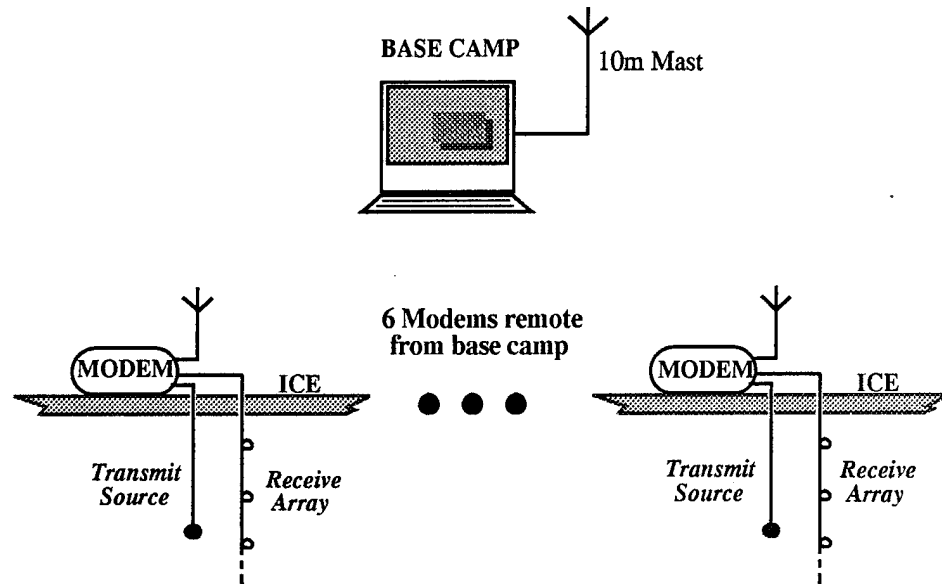 BASE CAMP
10m Mast
6 Modems remote
from base camp
MODEM
ICE
Transmit
Source
Receive
Array
MODEM
ICE
Transmit
Source
Receive
Array